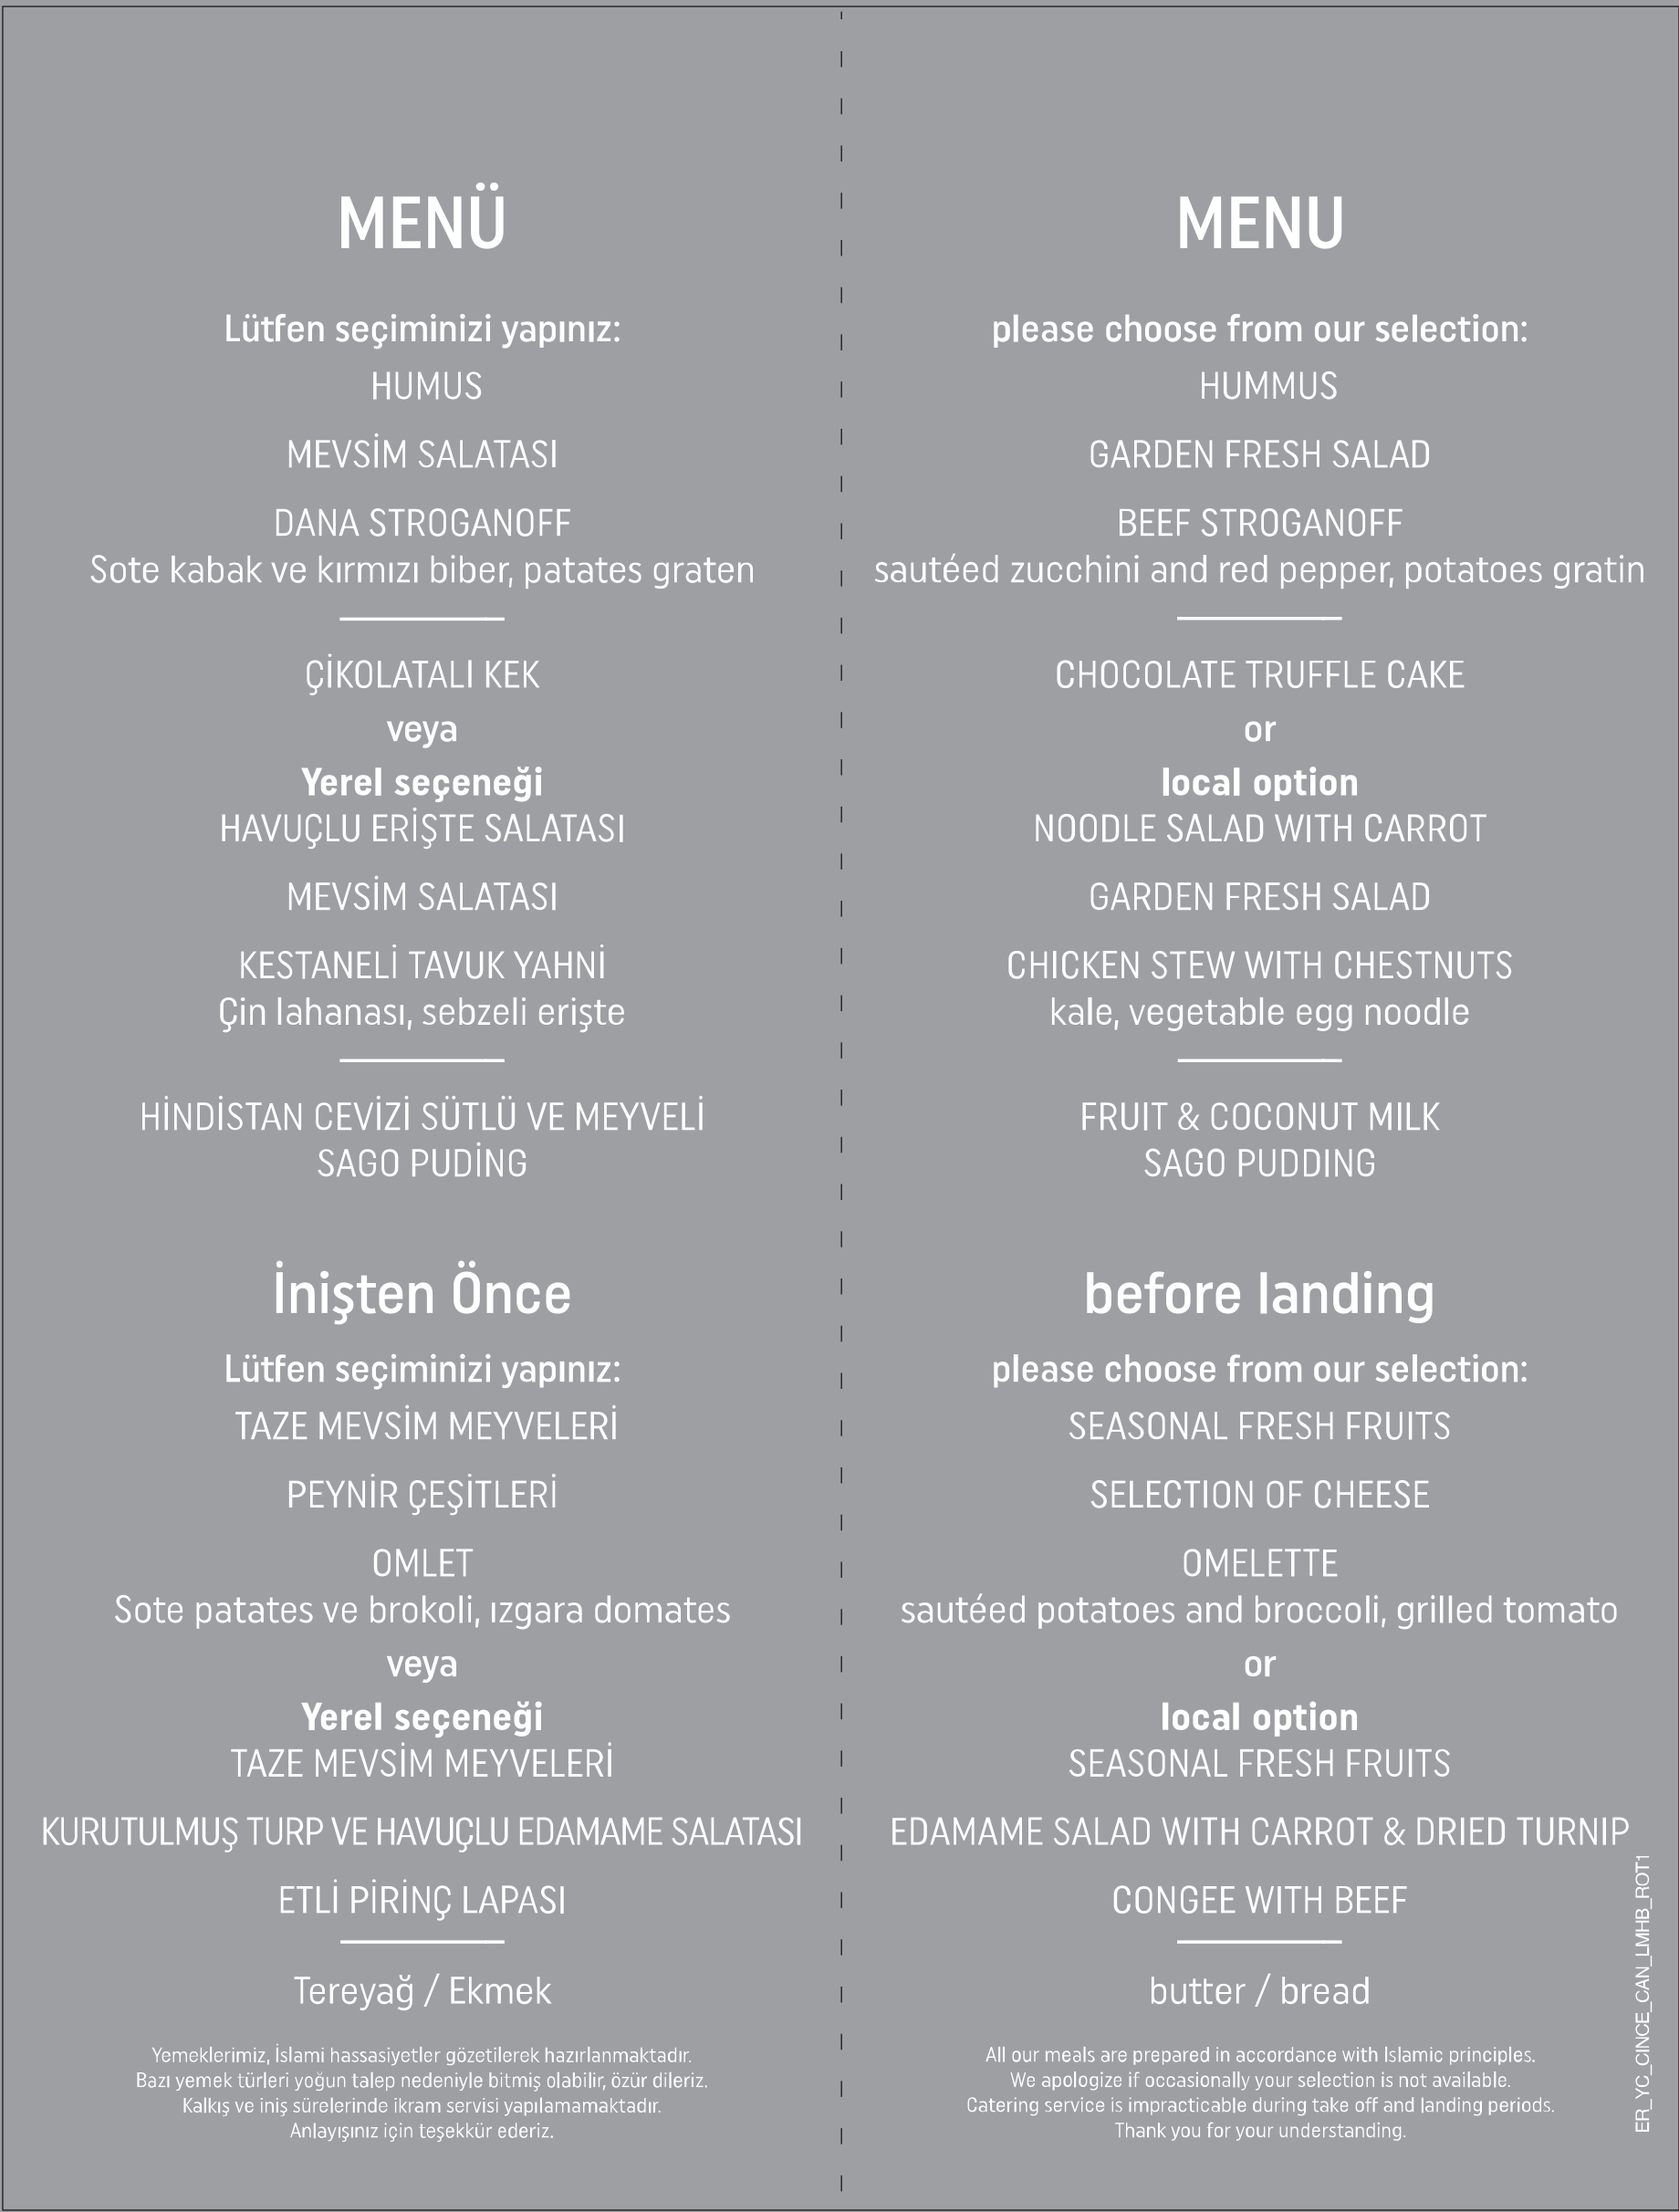 MENÜ
Lütfen seçiminizi yapınız:
HUMUS
MEVSİM SALATASI
DANA STROGANOFF
Sote kabak ve kırmızı biber, patates graten
ÇİKOLATALI KEK
veya
Yerel seçeneği
HAVUÇLU ERİŞTE SALATASI
MEVSİM SALATASI
KESTANELİ TAVUK YAHNİ
Çin lahanası, sebzeli erişte
HİNDİSTAN CEVİZİ SÜTLÜ VE MEYVELİ
SAGO PUDİNG
İnişten Önce
Lütfen seçiminizi yapınız:
TAZE MEVSİM MEYVELERİ
PEYNİR ÇEŞİTLERİ
OMLET
Sote patates ve brokoli, ızgara domates
veya
Yerel seçeneği
TAZE MEVSİM MEYVELERİ
KURUTULMUŞ TURP VE HAVUÇLU EDAMAME SALATASI
ETLİ PİRİNÇ LAPASI
Tereyağ / Ekmek
Yemeklerimiz, İslami hassasiyetler gözetilerek hazırlanmaktadır.
Bazı yemek türleri yoğun talep nedeniyle bitmiş olabilir, özür dileriz.
Kalkış ve iniş sürelerinde ikram servisi yapılamamaktadır.
Anlayışınız için teşekkür ederiz.
MENU
please choose from our selection:
HUMMUS
GARDEN FRESH SALAD
BEEF STROGANOFF
sautéed zucchini and red pepper, potatoes gratin
CHOCOLATE TRUFFLE CAKE
or
local option
NOODLE SALAD WITH CARROT
GARDEN FRESH SALAD
CHICKEN STEW WITH CHESTNUTS
kale, vegetable egg noodle
FRUIT & COCONUT MILK
SAGO PUDDING
before landing
please choose from our selection:
SEASONAL FRESH FRUITS
SELECTION OF CHEESE
OMELETTE
sautéed potatoes and broccoli, grilled tomato
or
local option
SEASONAL FRESH FRUITS
EDAMAME SALAD WITH CARROT & DRIED TURNIP
CONGEE WITH BEEF
butter / bread
All our meals are prepared in accordance with Islamic principles.
We apologize if occasionally your selection is not available.
Catering service is impracticable during take off and landing periods.
Thank you for your understanding.
ER_YC_CINCE_CAN_LMHB_ROT1